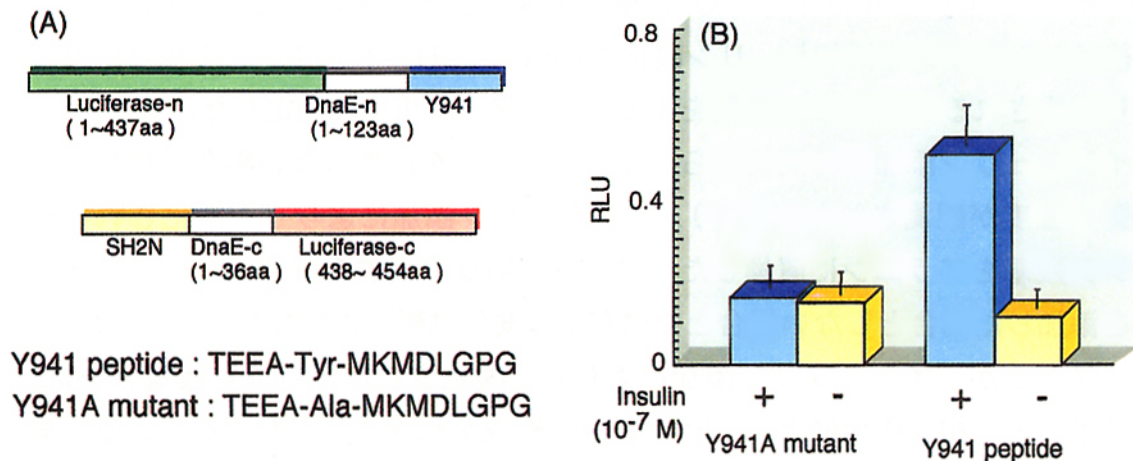 (A)
Luciferase-n
DnaE-n
Y941
( 1~437aa )
(1~123aa)
SH2N
DnaE-c
Luciferase-c
(1~36aa)
( 438~ 454aa)
Y941 peptide : TEEA-Tyr-MKMDLGPG
Y941A mutant : TEEA-Ala-MKMDLGPG
(B)
0.8
0.4
0
RLU
Insulin + - + -
(10⁻⁷ M)
Y941A mutant
Y941 peptide